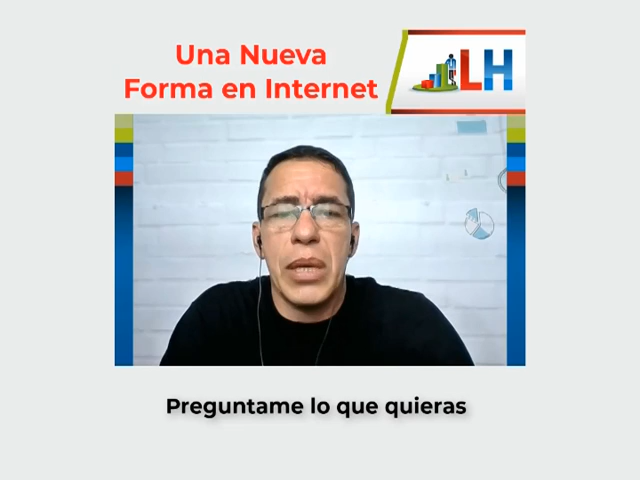 Una Nueva
Forma en Internet
LH
Preguntame lo que quieras